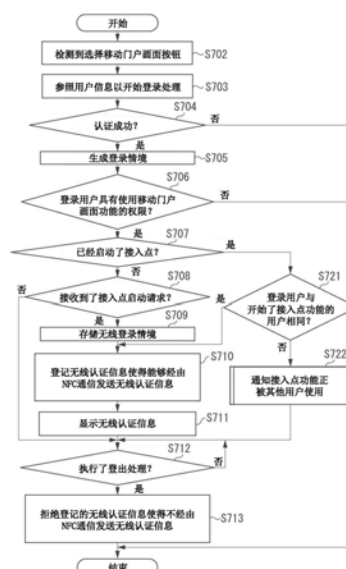 开始
检测到选择移动门户画面按钮
S702
参照用户信息以开始登录处理
S703
S704
认证成功?
否
是
生成登录情境
S705
S706
登录用户具有使用移动门户
画面功能的权限?
否
是
S707
已经启动了接入点?
是
否
S708
否
接收到了接入点启动请求?
是
S721
登录用户与
开始了接入点功能的
用户相同?
是
否
S709
存储无线登录情境
S710
登记无线认证信息使得能够经由
NFC通信发送无线认证信息
S722
通知接入点功能正
被其他用户使用
S711
显示无线认证信息
S712
执行了登出处理?
否
是
拒绝登记的无线认证信息使得不经由
NFC通信发送无线认证信息
S713
结束